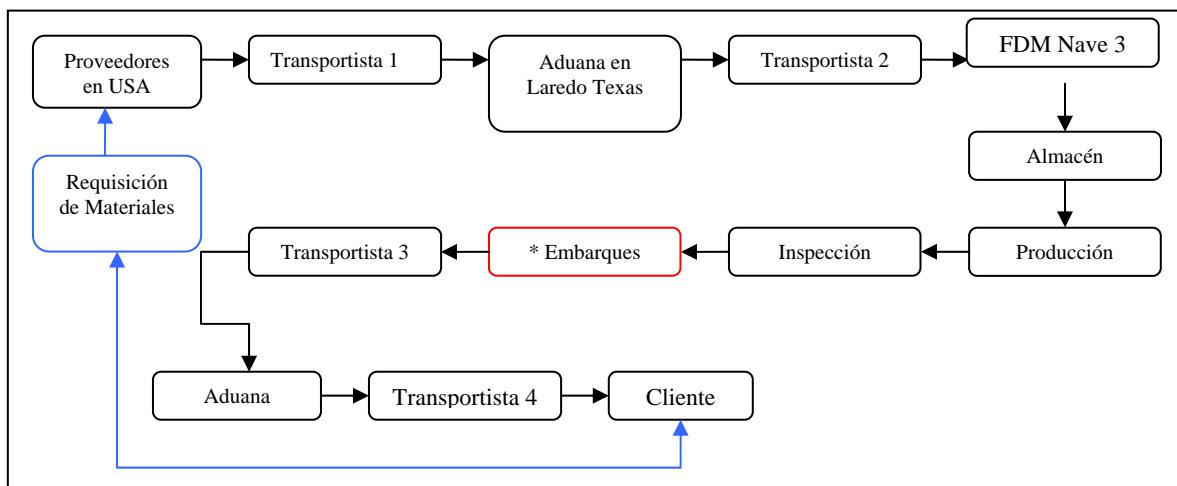 Proveedores
en USA
Transportista 1
Aduana en
Laredo Texas
Transportista 2
FDM Nave 3
Almacén
Requisición
de Materiales
Transportista 3
* Embarques
Inspección
Producción
Aduana
Transportista 4
Cliente